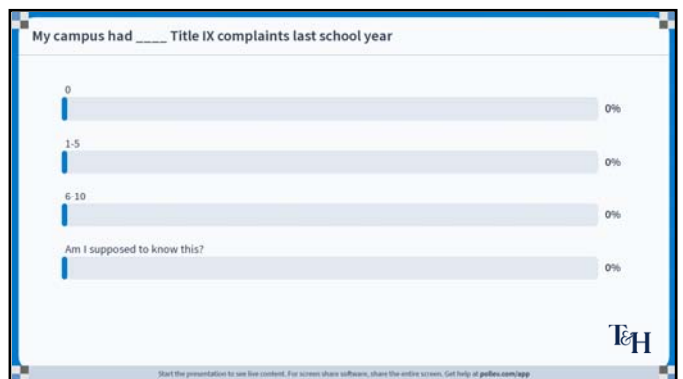 My campus had ____ Title IX complaints last school year
0
0%
1-5
0%
6-10
0%
Am I supposed to know this?
0%
T&H
Start the presentation to see live content. For screen share software, share the entire screen. Get help at pollev.com/app